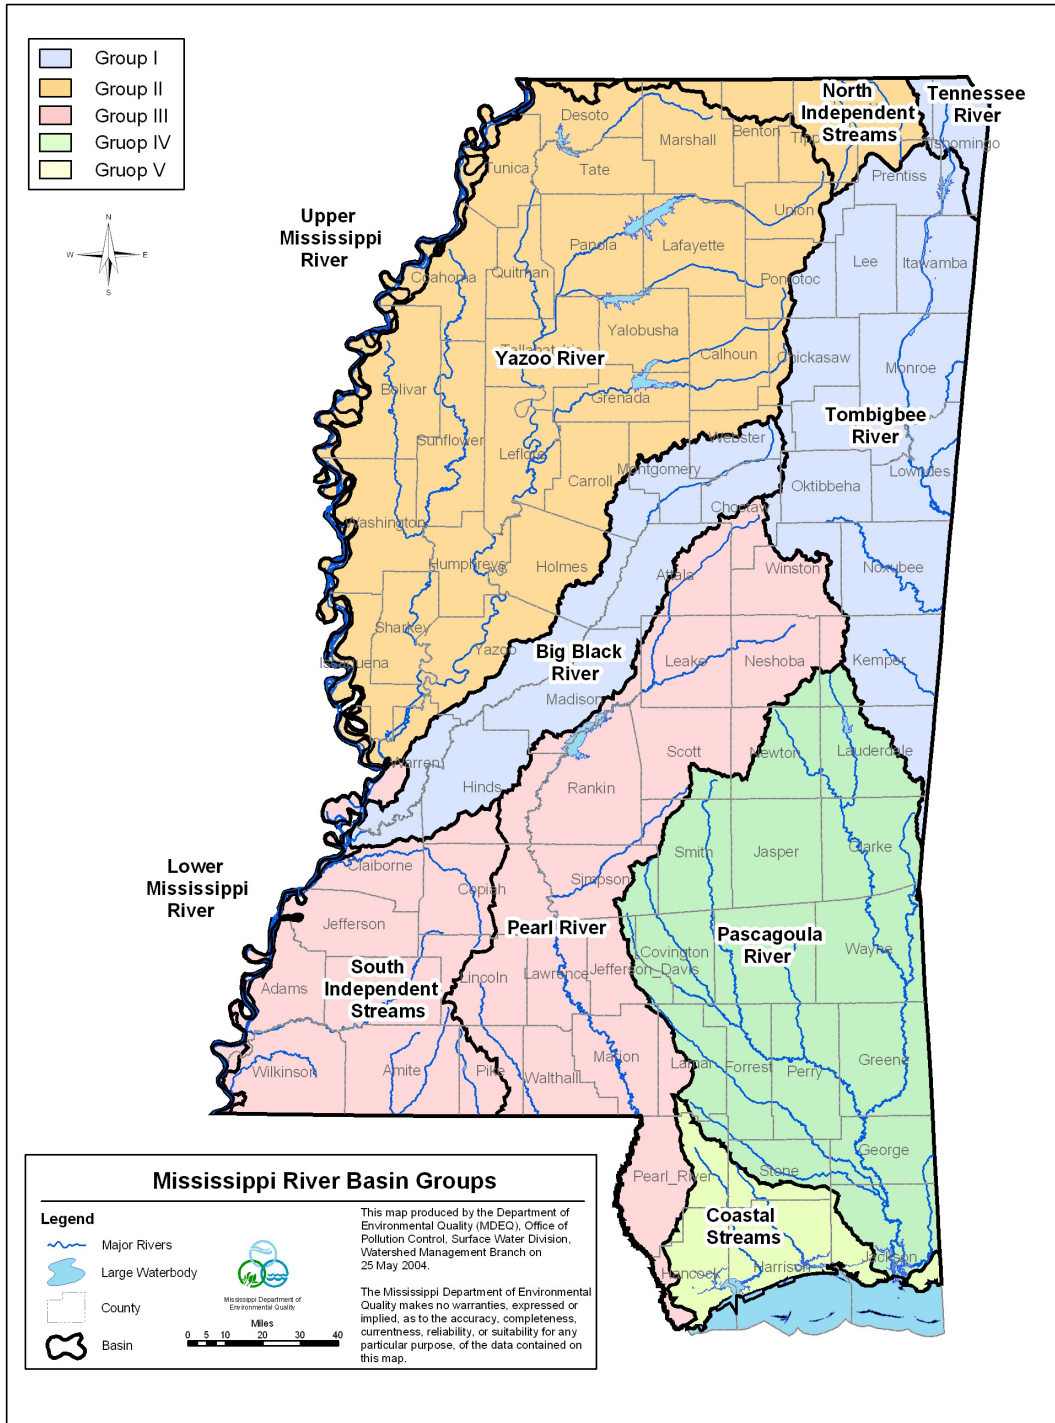 Group I
Group II
Group III
Gruop IV
Gruop V
N
W
E
S
North
Independent
Streams
Tennessee
River
Upper
Mississippi
River
Yazoo River
Tombigbee
River
Big Black
River
Lower
Mississippi
River
Pearl River
South
Independent
Streams
Pascagoula
River
Coastal
Streams
Desoto
Marshall
Benton
Tishomingo
Tunica
Tate
Prentiss
Union
Panola
Lafayette
Lee
Itawamba
Coahoma
Quitman
Pontotoc
Yalobusha
Calhoun
Chickasaw
Monroe
Bolivar
Grenada
Sunflower
Leflore
Webster
Montgomery
Carroll
Oktibbeha
Lowndes
Choctaw
Washington
Humphreys
Holmes
Attala
Winston
Noxubee
Sharkey
Issaquena
Yazoo
Leake
Neshoba
Kemper
Madison
Scott
Newton
Lauderdale
Warren
Hinds
Rankin
Smith
Jasper
Clarke
Claiborne
Copiah
Simpson
Jefferson
Covington
Wayne
Adams
Lincoln
Lawrence
Jefferson_Davis
Wilkinson
Amite
Pike
Walthall
Marion
Lamar
Forrest
Perry
Greene
George
Pearl_River
Stone
Hancock
Harrison
Jackson
Mississippi River Basin Groups
Legend
Major Rivers
Large Waterbody
County
Basin
Mississippi Department of
Environmental Quality
Miles
0 5 10 20 30 40
This map produced by the Department of
Environmental Quality (MDEQ), Office of
Pollution Control, Surface Water Division,
Watershed Management Branch on
25 May 2004.
The Mississippi Department of Environmental
Quality makes no warranties, expressed or
implied, as to the accuracy, completeness,
currentness, reliability, or suitability for any
particular purpose, of the data contained on
this map.